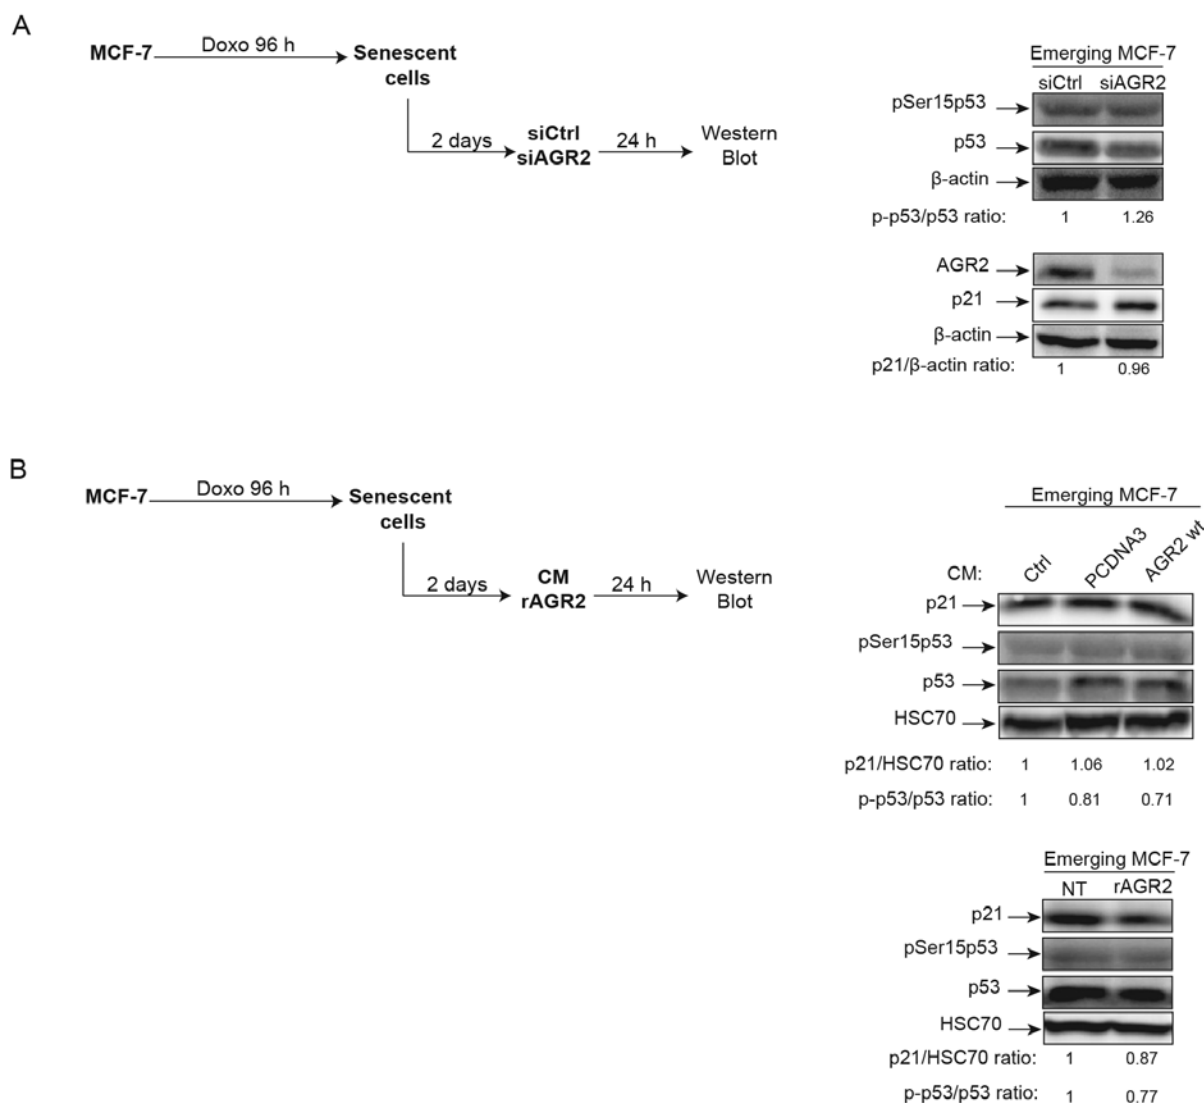 A
MCF-7
Doxo 96 h
Senescent
cells
2 days
siCtrl
siAGR2
24 h
Western
Blot
Emerging MCF-7
siCtrl siAGR2
pSer15p53
p53
β-actin
p-p53/p53 ratio: 1 1.26
AGR2
p21
β-actin
p21/β-actin ratio: 1 0.96
B
MCF-7
Doxo 96 h
Senescent
cells
2 days
CM
rAGR2
24 h
Western
Blot
Emerging MCF-7
CM: Ctrl PCDNA3 AGR2 wt
p21
pSer15p53
p53
HSC70
p21/HSC70 ratio: 1 1.06 1.02
p-p53/p53 ratio: 1 0.81 0.71
Emerging MCF-7
NT rAGR2
p21
pSer15p53
p53
HSC70
p21/HSC70 ratio: 1 0.87
p-p53/p53 ratio: 1 0.77